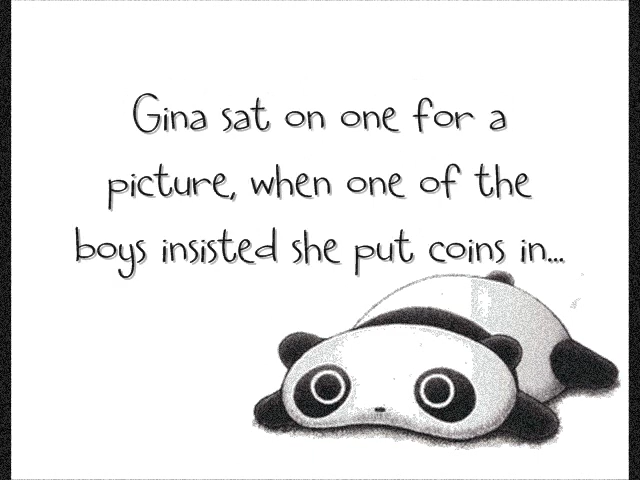 Gina sat on one for a
picture, when one of the
boys insisted she put coins in...